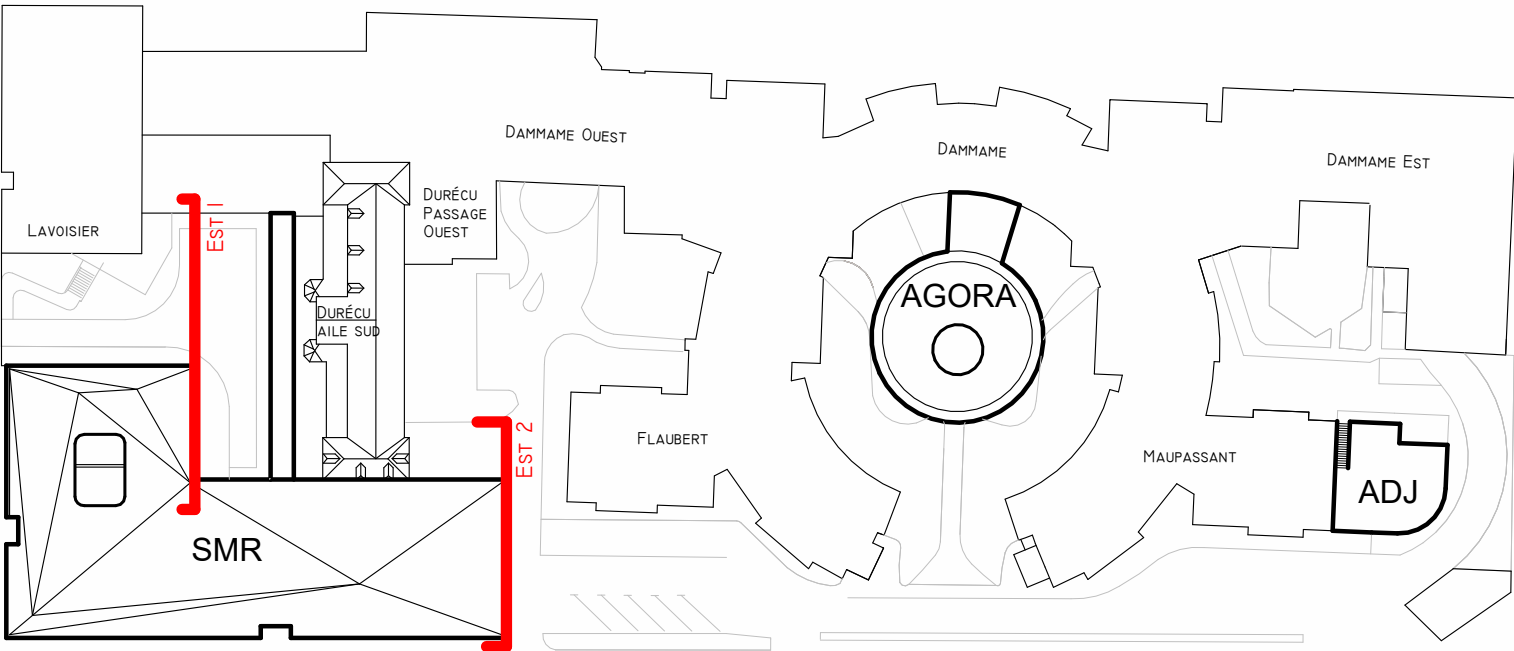 DAMMAME OUEST
DAMMAME
DAMMAME EST
DURÉCU
PASSAGE
OUEST
LAVOISIER
EST 1
AGORA
DURÉCU
AILE SUD
FLAUBERT
EST 2
MAUPASSANT
ADJ
SMR